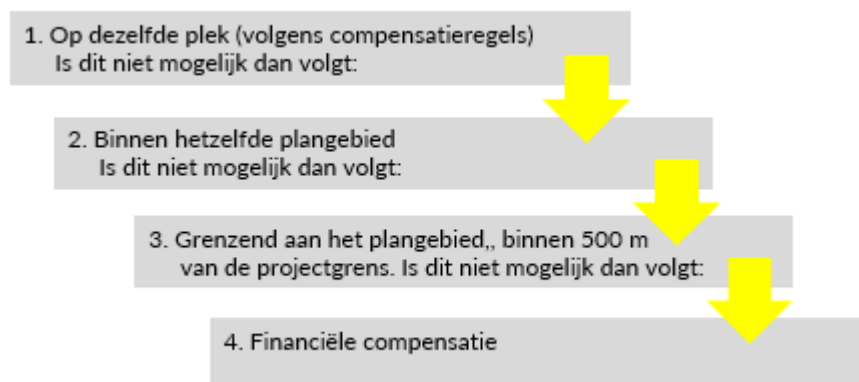 1. Op dezelfde plek (volgens compensatieregels)
Is dit niet mogelijk dan volgt:
2. Binnen hetzelfde plangebied
Is dit niet mogelijk dan volgt:
3. Grenzend aan het plangebied,, binnen 500 m
van de projectgrens. Is dit niet mogelijk dan volgt:
4. Financiële compensatie